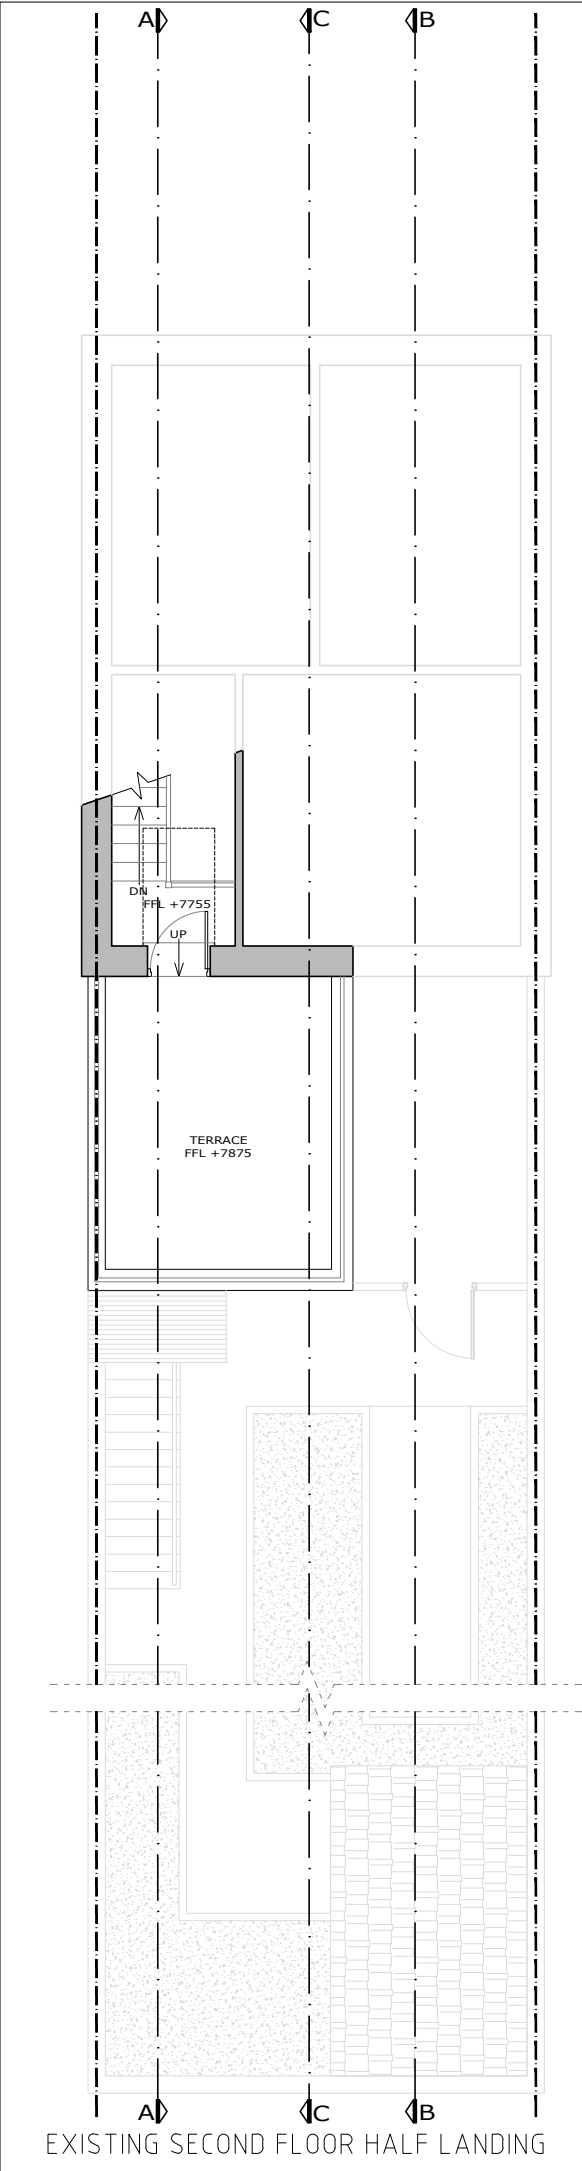 A C B
DN
FFL +7755
UP
TERRACE
FFL +7875
A C B
EXISTING SECOND FLOOR HALF LANDING